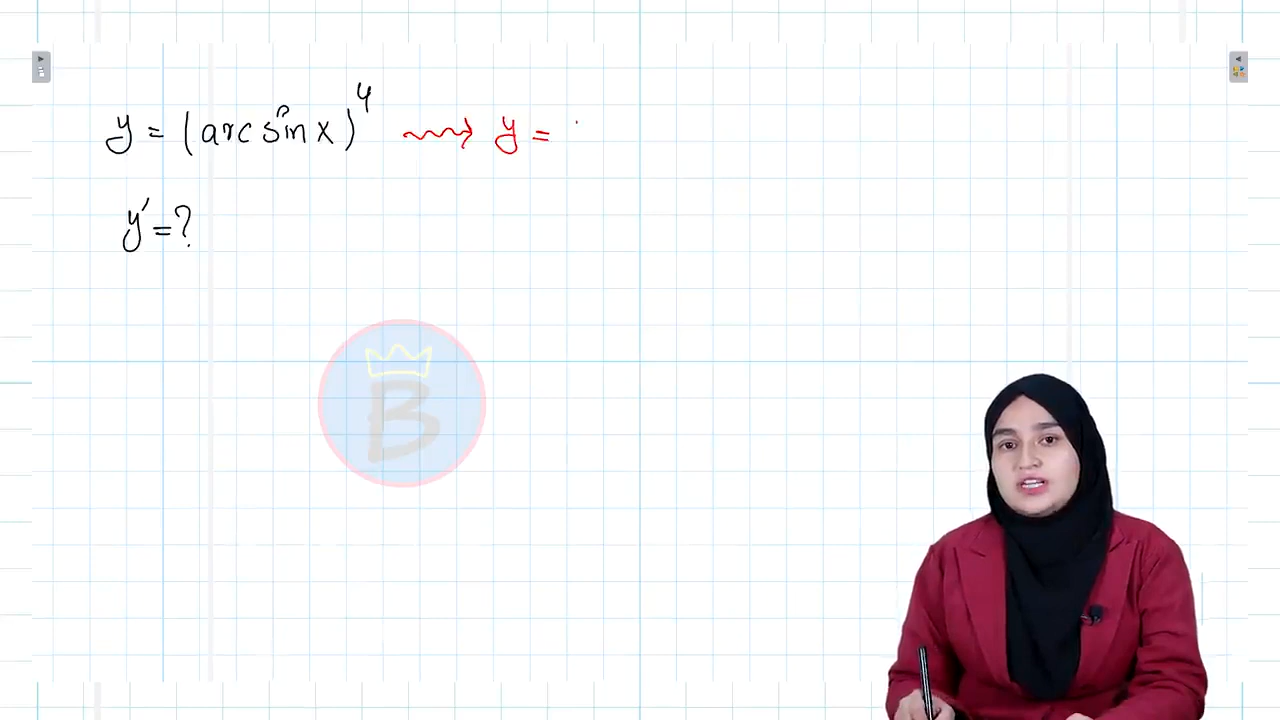 y = (arcsin x)^4 ⟿ y =
y' = ?
B